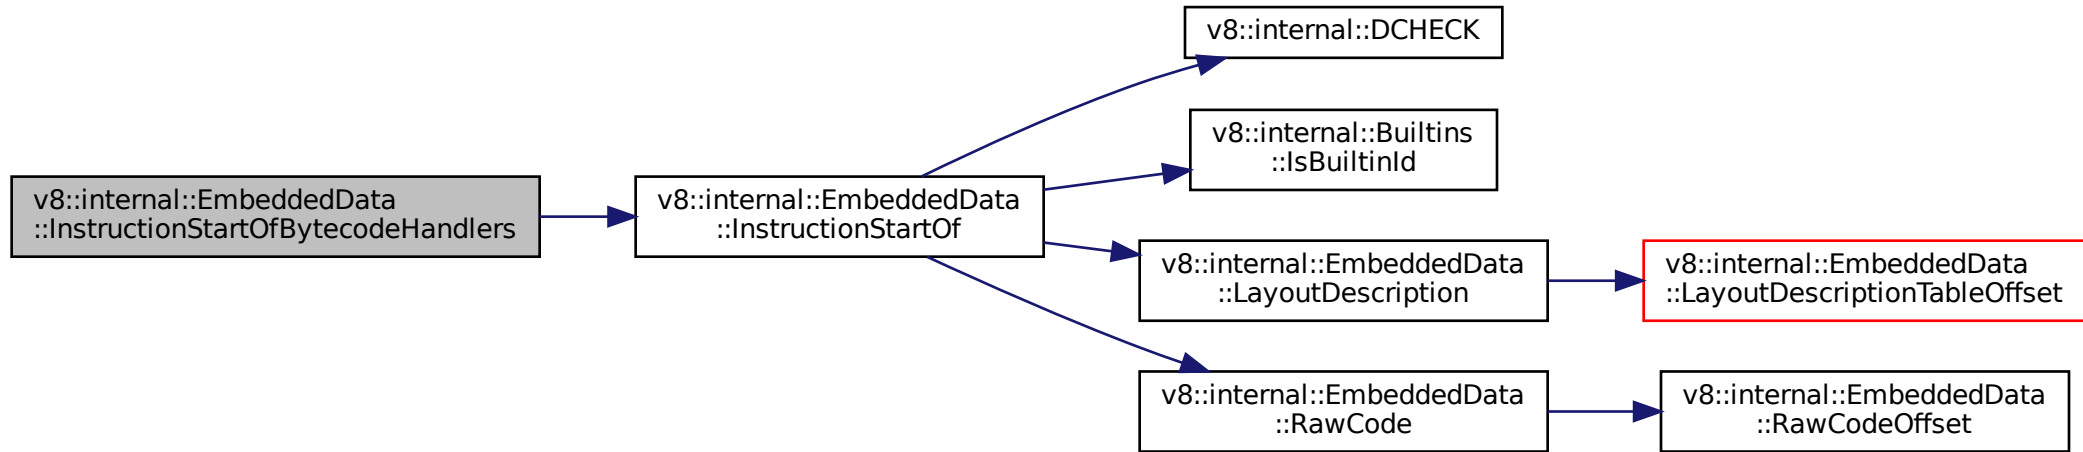 v8::internal::EmbeddedData
::InstructionStartOfBytecodeHandlers
v8::internal::EmbeddedData
::InstructionStartOf
v8::internal::DCHECK
v8::internal::Builtins
::IsBuiltinId
v8::internal::EmbeddedData
::LayoutDescription
v8::internal::EmbeddedData
::LayoutDescriptionTableOffset
v8::internal::EmbeddedData
::RawCode
v8::internal::EmbeddedData
::RawCodeOffset